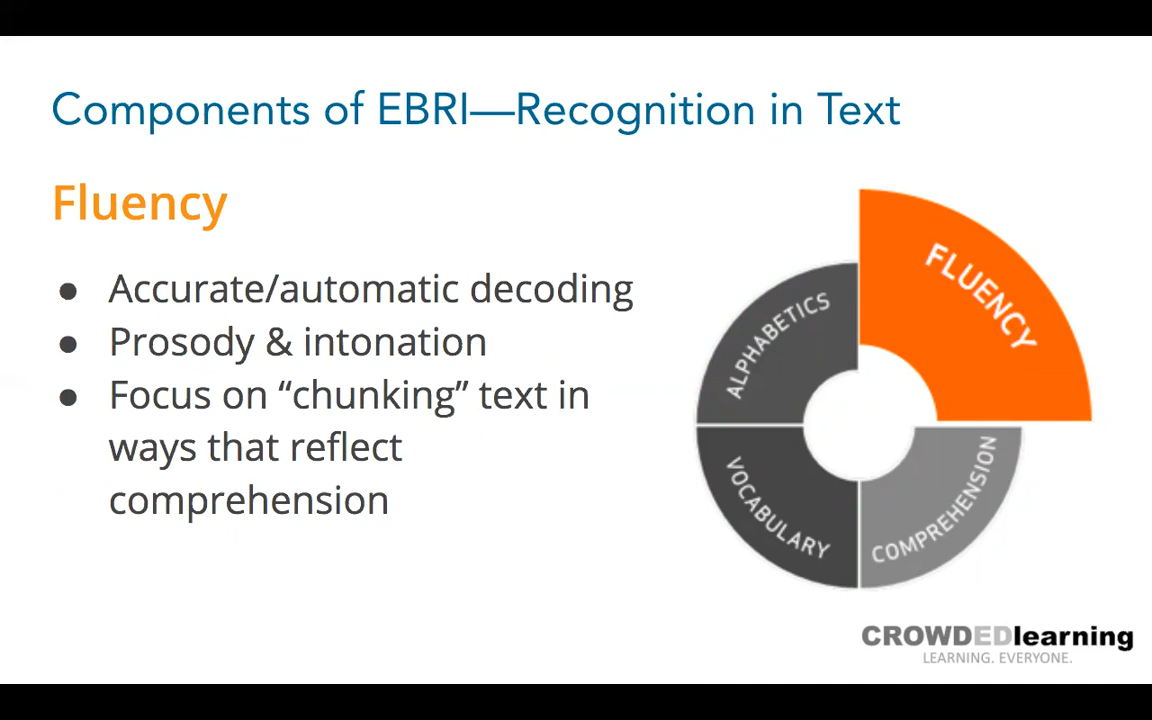 Components of EBRI—Recognition in Text
Fluency
● Accurate/automatic decoding
● Prosody & intonation
● Focus on “chunking” text in
ways that reflect
comprehension
FLUENCY
ALPHABETICS
VOCABULARY
COMPREHENSION
CROWDEDlearning
LEARNING. EVERYONE.